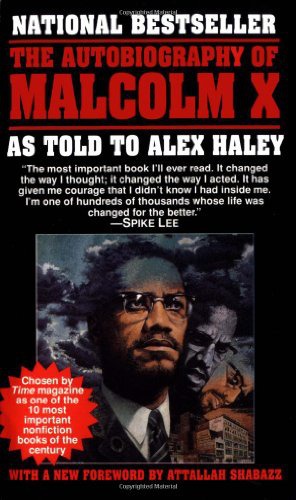 NATIONAL BESTSELLER
THE AUTOBIOGRAPHY OF
MALCOLM X
AS TOLD TO ALEX HALEY
"The most important book I'll ever read. It changed
the way I thought; it changed the way I acted. It has
given me courage that I didn't know I had inside me.
I'm one of hundreds of thousands whose life was
changed for the better."
—SPIKE LEE
Chosen by
Time magazine
as one of the
10 most
important
nonfiction
books of the
century
WITH A NEW FOREWORD BY ATTALLAH SHABAZZ